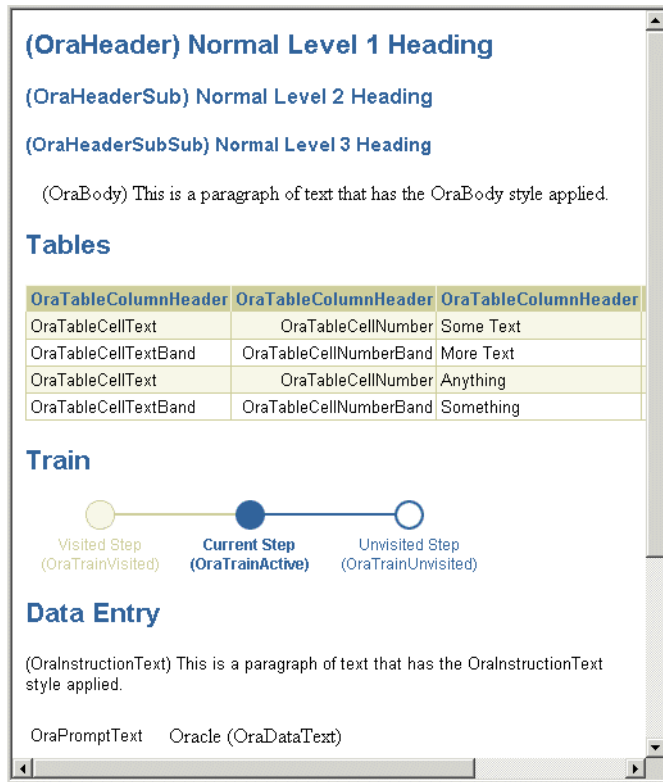 (OraHeader) Normal Level 1 Heading
(OraHeaderSub) Normal Level 2 Heading
(OraHeaderSubSub) Normal Level 3 Heading
(OraBody) This is a paragraph of text that has the OraBody style applied.
Tables
OraTableColumnHeader OraTableColumnHeader OraTableColumnHeader
OraTableCellText OraTableCellNumber Some Text
OraTableCellTextBand OraTableCellNumberBand More Text
OraTableCellText OraTableCellNumber Anything
OraTableCellTextBand OraTableCellNumberBand Something
Train
Visited Step Current Step Unvisited Step
(OraTrainVisited) (OraTrainActive) (OraTrainUnvisited)
Data Entry
(OraInstructionText) This is a paragraph of text that has the OraInstructionText
style applied.
OraPromptText Oracle (OraDataText)